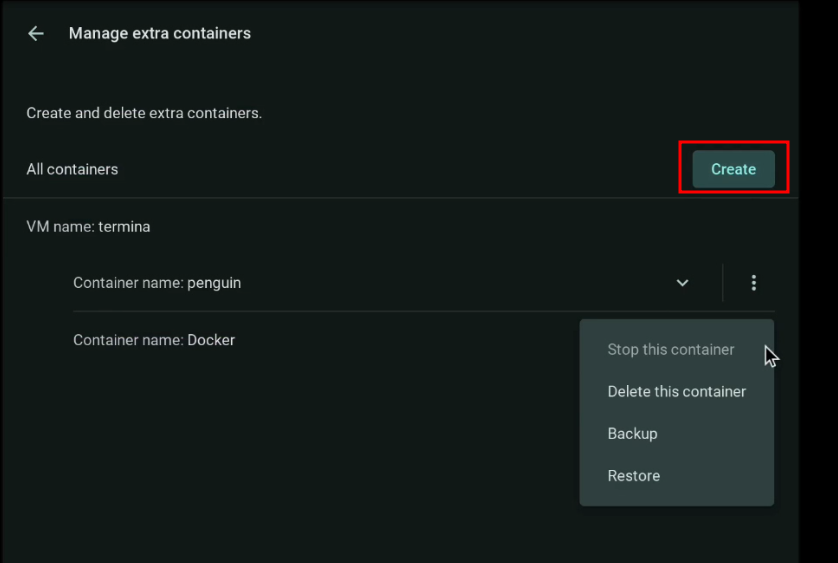 Manage extra containers
Create and delete extra containers.
All containers
Create
VM name: termina
Container name: penguin
Container name: Docker
Stop this container
Delete this container
Backup
Restore